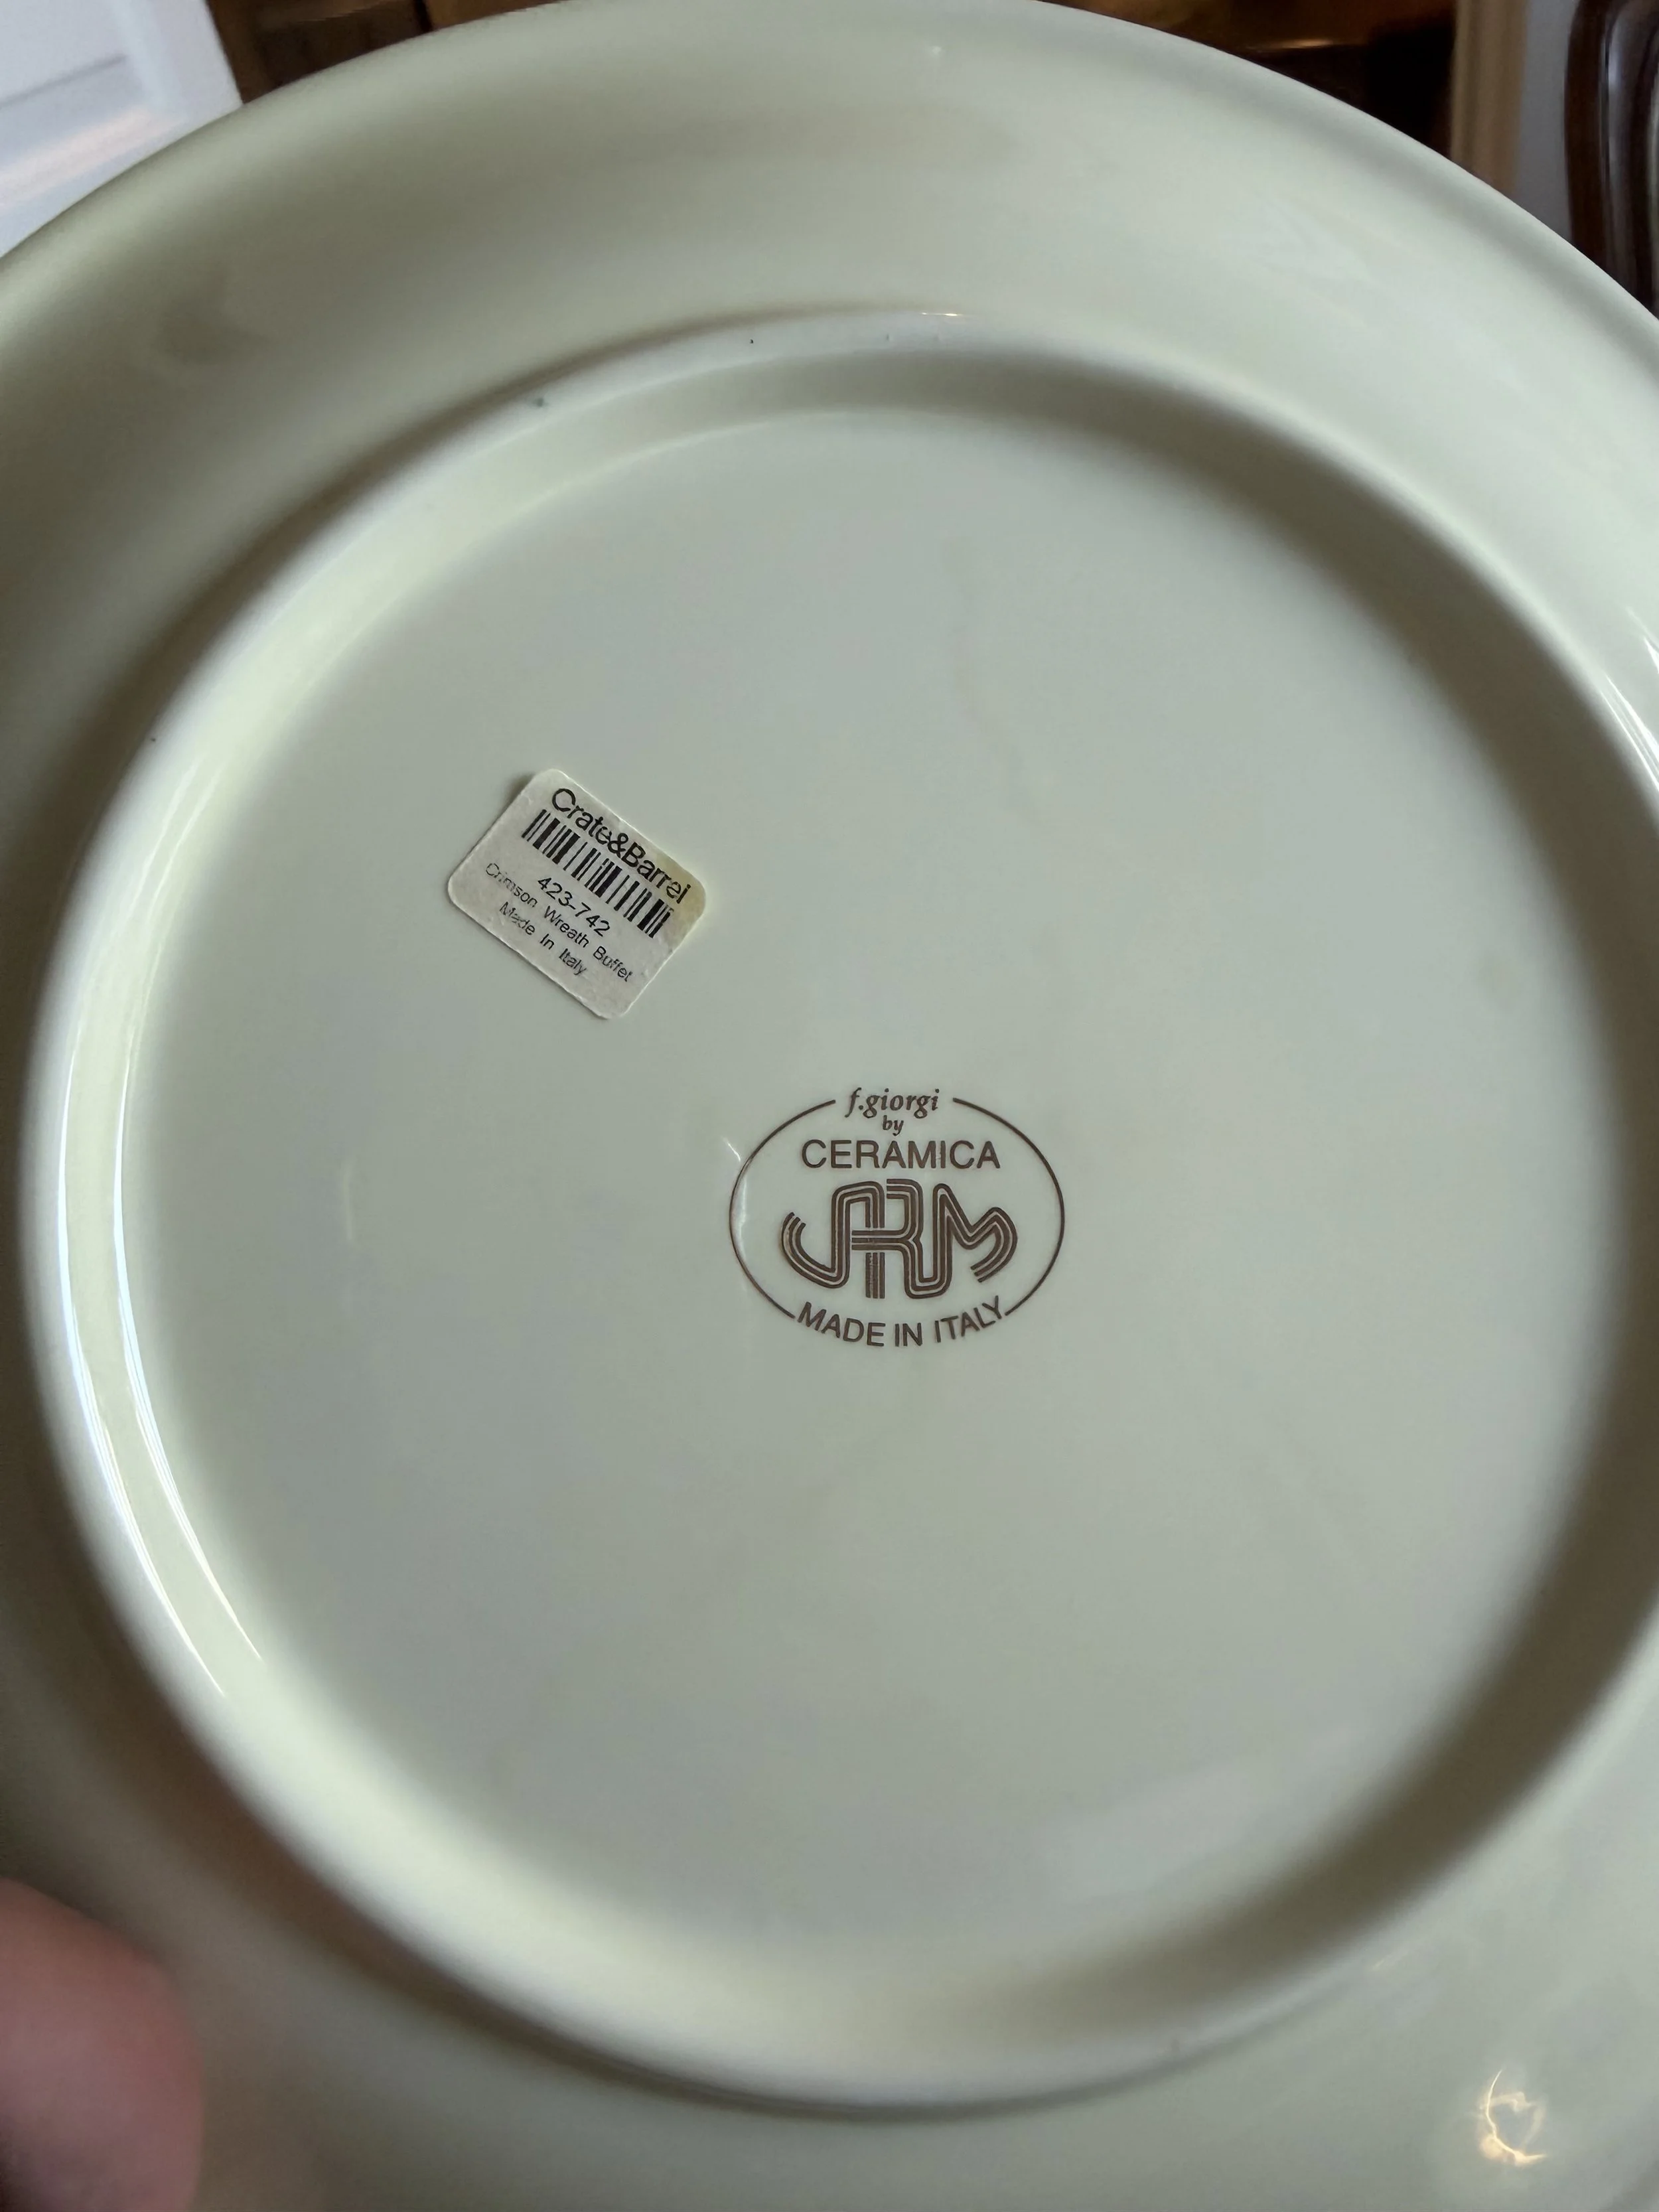 Crate&Barrel
423-742
Crimson Wreath Buffet
Made In Italy
f.giorgi
by
CERAMICA
ARM
MADE IN ITALY